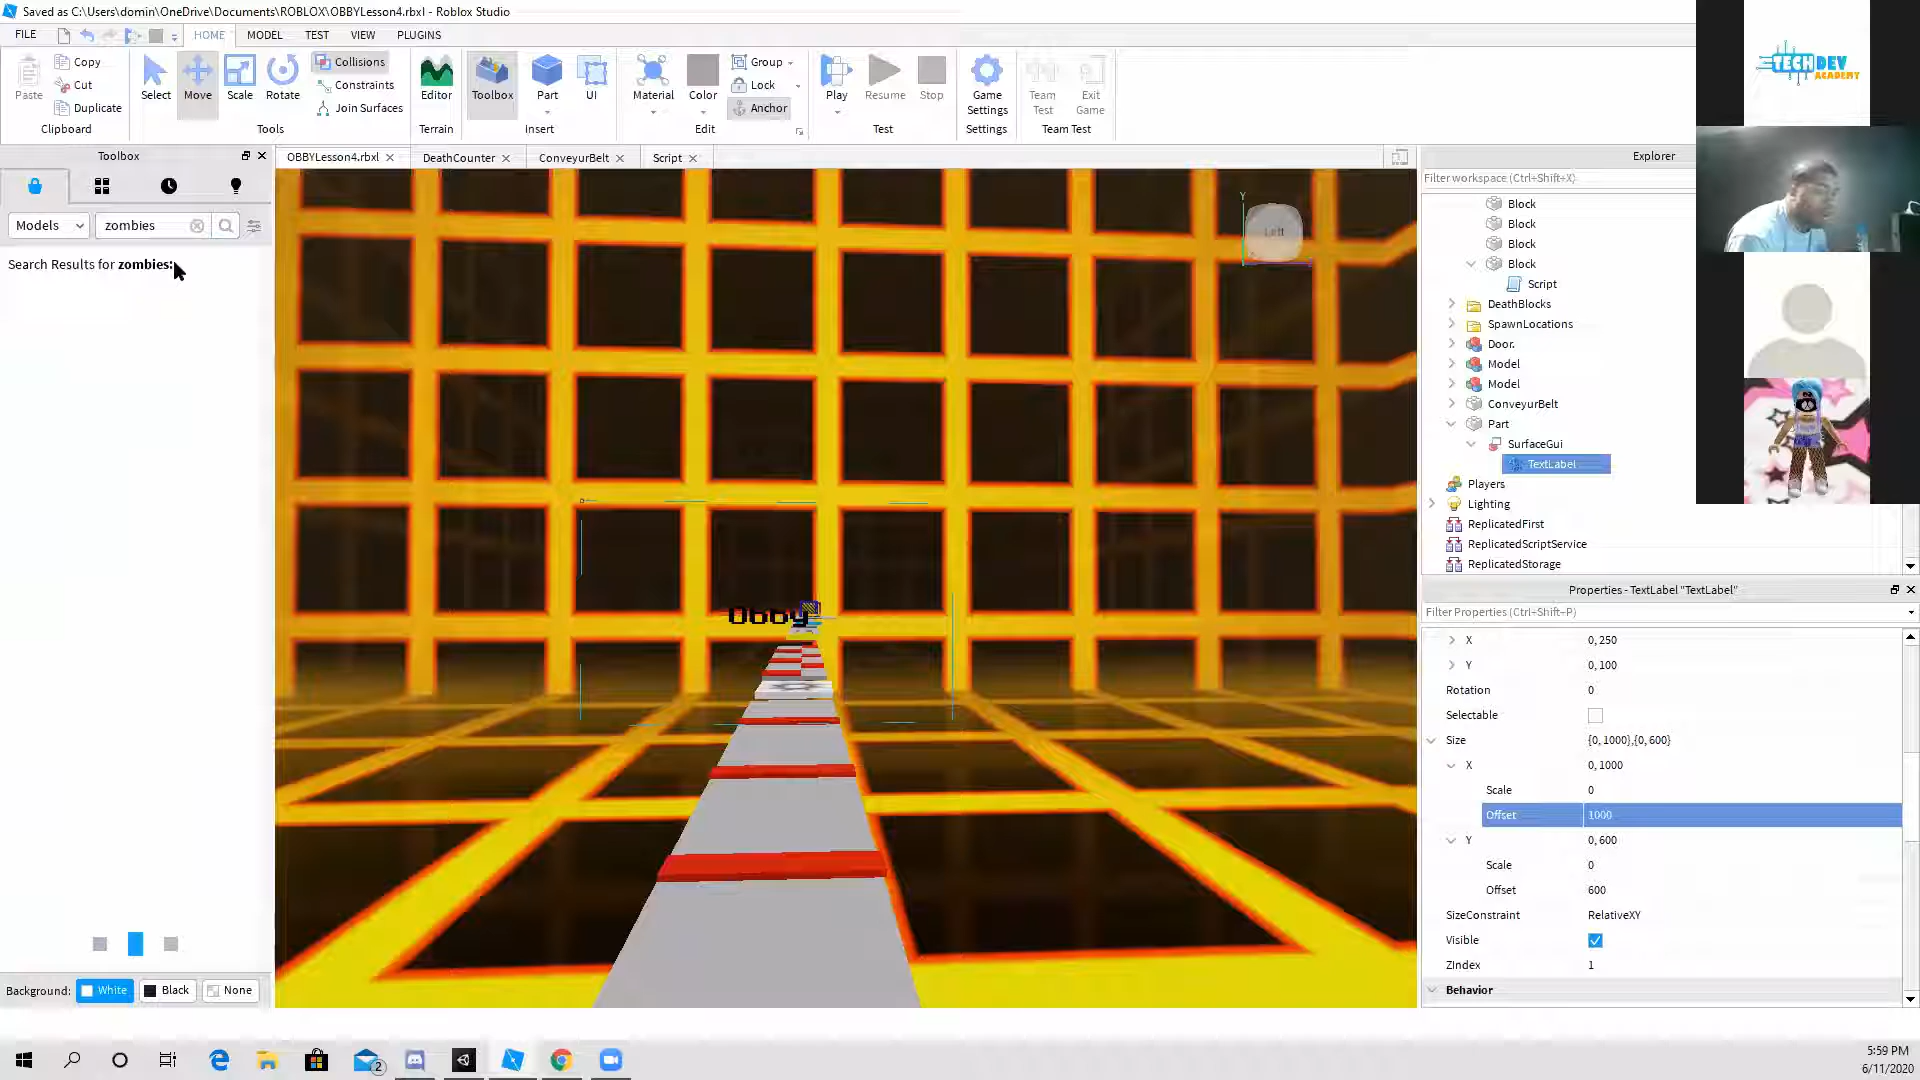 Saved as C:\Users\domin\OneDrive\Documents\ROBLOX\OBBYLesson4.rbxl - Roblox Studio
FILE
HOME
MODEL
TEST
VIEW
PLUGINS
Paste
Copy
Cut
Duplicate
Clipboard
Select
Move
Scale
Rotate
Collisions
Constraints
Join Surfaces
Tools
Editor
Terrain
Toolbox
Part
UI
Insert
Material
Color
Group
Lock
Anchor
Edit
Play
Resume
Stop
Test
Game Settings
Settings
Team Test
Exit Game
Team Test
TECHDEV
ACADEMY
Toolbox
OBBYLesson4.rbxl
DeathCounter
ConveyurBelt
Script
Models
zombies
Search Results for zombies:
Background:
White
Black
None
Y
Left
Obby
Explorer
Filter workspace (Ctrl+Shift+X)
Block
Block
Block
Block
Script
DeathBlocks
SpawnLocations
Door.
Model
Model
ConveyurBelt
Part
SurfaceGui
TextLabel
Players
Lighting
ReplicatedFirst
ReplicatedScriptService
ReplicatedStorage
Properties - TextLabel "TextLabel"
Filter Properties (Ctrl+Shift+P)
X 0, 250
Y 0, 100
Rotation 0
Selectable
Size {0, 1000},{0, 600}
X 0, 1000
Scale 0
Offset 1000
Y 0, 600
Scale 0
Offset 600
SizeConstraint RelativeXY
Visible
ZIndex 1
Behavior
2
5:59 PM
6/11/2020